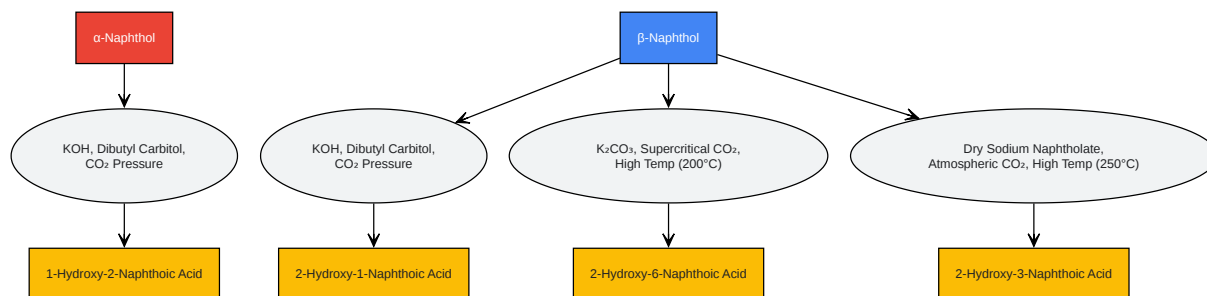 α-Naphthol
β-Naphthol
KOH, Dibutyl Carbitol,
CO₂ Pressure
KOH, Dibutyl Carbitol,
CO₂ Pressure
K₂CO₃, Supercritical CO₂,
High Temp (200°C)
Dry Sodium Naphtholate,
Atmospheric CO₂, High Temp (250°C)
1-Hydroxy-2-Naphthoic Acid
2-Hydroxy-1-Naphthoic Acid
2-Hydroxy-6-Naphthoic Acid
2-Hydroxy-3-Naphthoic Acid